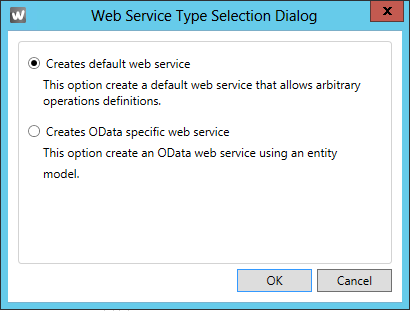 W
Web Service Type Selection Dialog
x
Creates default web service
This option create a default web service that allows arbitrary
operations definitions.
Creates OData specific web service
This option create an OData web service using an entity
model.
OK
Cancel